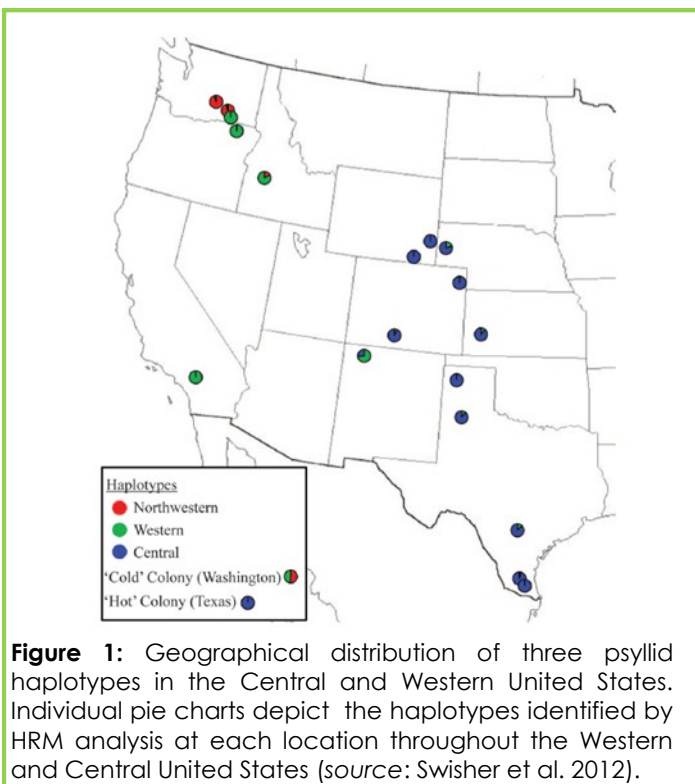 Haplotypes
Northwestern
Western
Central
'Cold' Colony (Washington)
'Hot' Colony (Texas)
Figure 1: Geographical distribution of three psyllid
haplotypes in the Central and Western United States.
Individual pie charts depict the haplotypes identified by
HRM analysis at each location throughout the Western
and Central United States (source: Swisher et al. 2012).